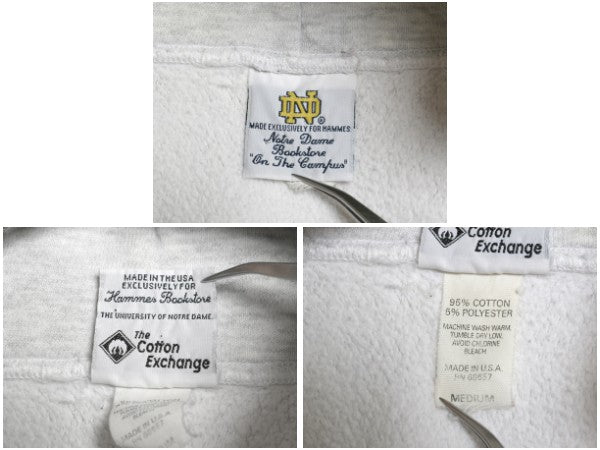 ND®
MADE EXCLUSIVELY FOR HAMMES
Notre Dame
Bookstore
"On The Campus"
MADE IN THE USA
EXCLUSIVELY FOR
Hammes Bookstore
THE UNIVERSITY OF NOTRE DAME.
The
Cotton
Exchange
MADE IN U.S.A.
Cotton
Exchange
95% COTTON
5% POLYESTER
MACHINE WASH WARM.
TUMBLE DRY LOW.
AVOID CHLORINE
BLEACH
MADE IN U.S.A.
MEDIUM